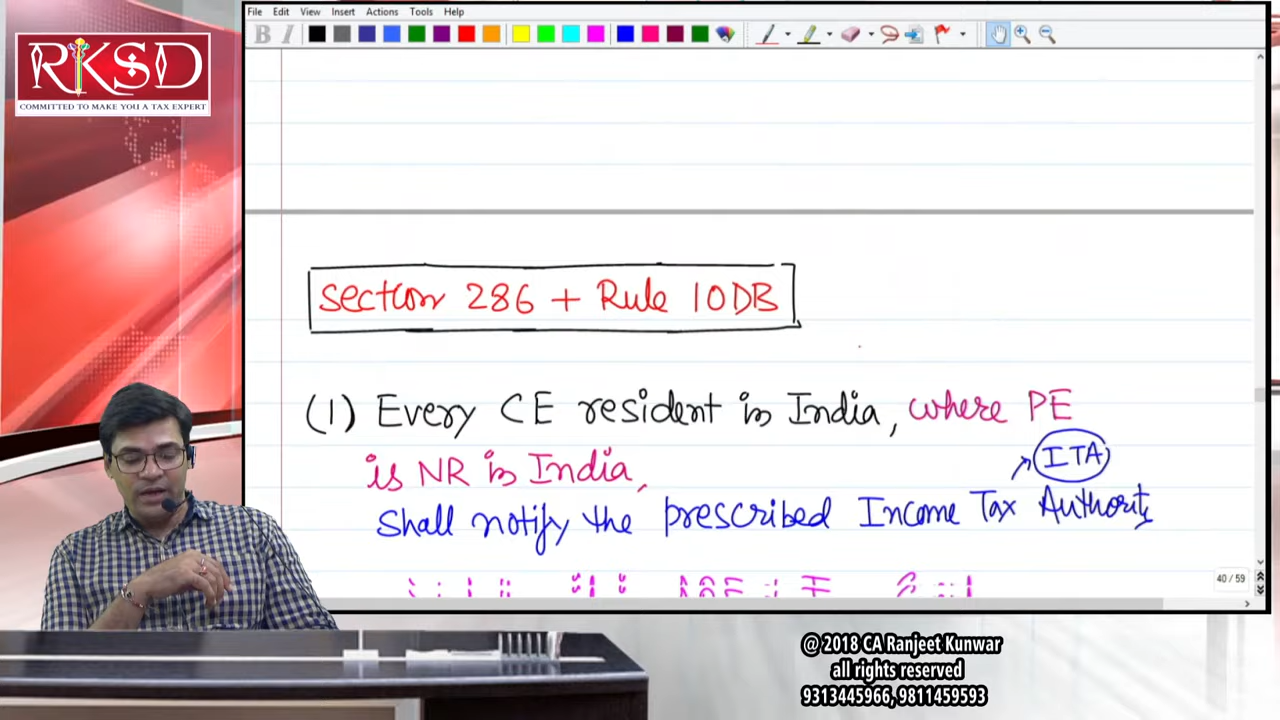 File Edit View Insert Actions Tools Help
B I
RKSD
COMMITTED TO MAKE YOU A TAX EXPERT
Section 286 + Rule 10DB
(1) Every CE resident in India, where PE
is NR in India,
ITA
Shall notify the prescribed Income Tax Authority
40 / 59
@ 2018 CA Ranjeet Kunwar
all rights reserved
9313445966, 9811459593